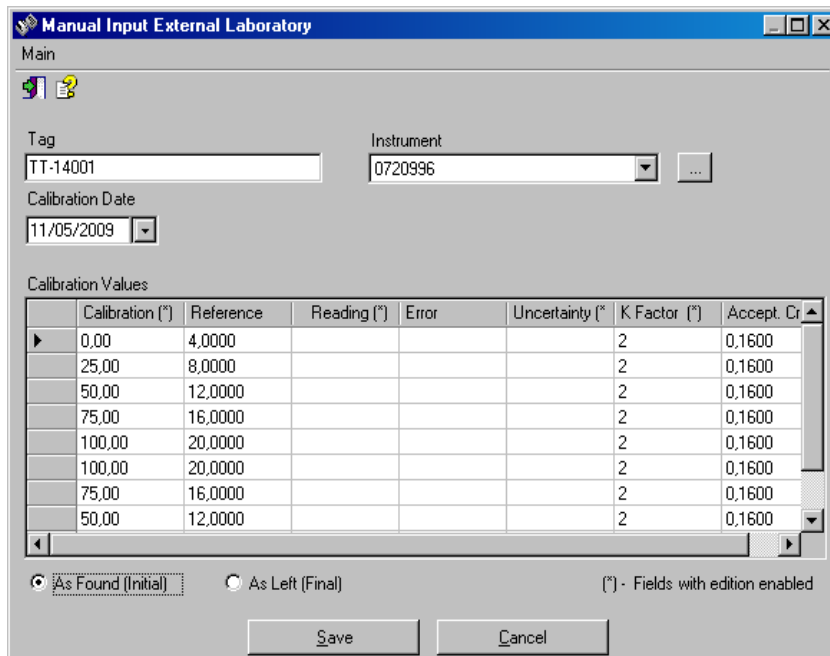 Manual Input External Laboratory
Main
Tag Instrument
TT-14001 0720996 ...
Calibration Date
11/05/2009
Calibration Values
Calibration (*) Reference Reading (*) Error Uncertainty (* K Factor (*) Accept. Cr
0,00 4,0000 2 0,1600
25,00 8,0000 2 0,1600
50,00 12,0000 2 0,1600
75,00 16,0000 2 0,1600
100,00 20,0000 2 0,1600
100,00 20,0000 2 0,1600
75,00 16,0000 2 0,1600
50,00 12,0000 2 0,1600
As Found (Initial) As Left (Final) (*) - Fields with edition enabled
Save Cancel